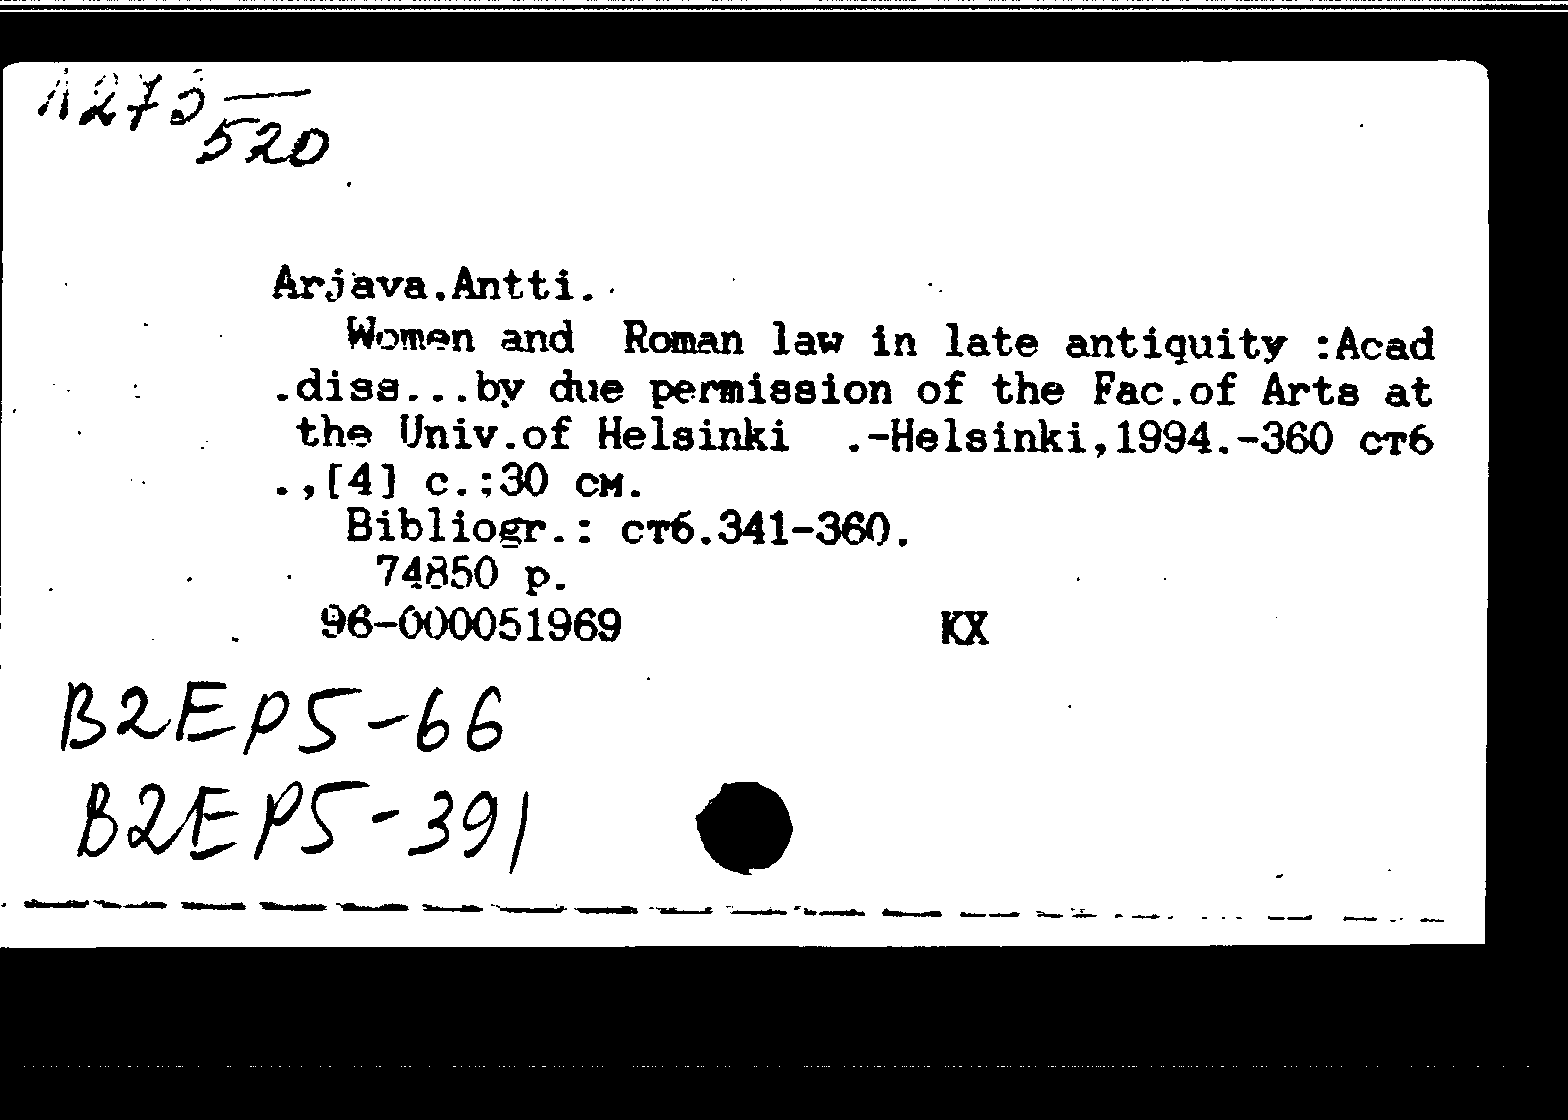 273
520
Arjava.Antti.
Women and Roman law in late antiquity :Acad
.diss...by due permission of the Fac.of Arts at
the Univ.of Helsinki .-Helsinki,1994.-360 стб
.,[4] с.:30 см.
Bibliogr.: стб.341-360.
74850 р.
96-000051969 КХ
B2EP5-66
B2EP5-391